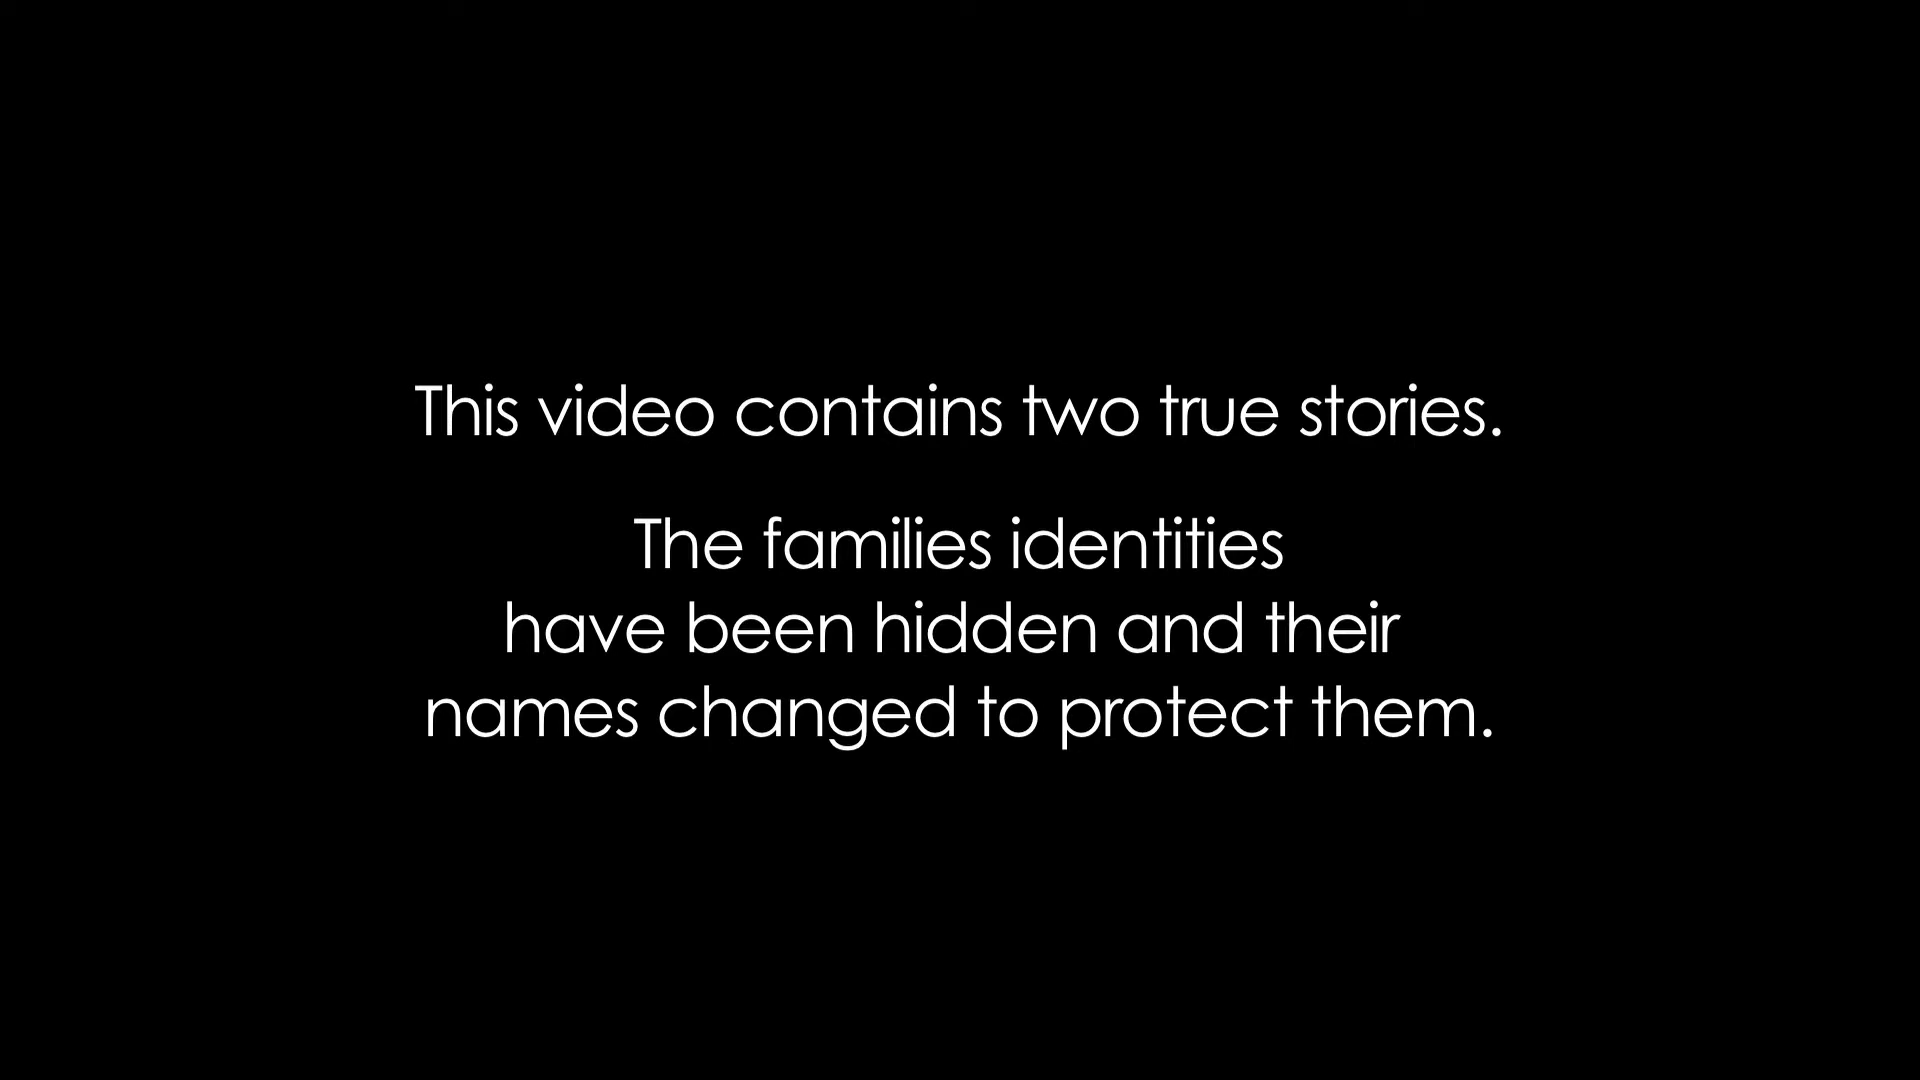 This video contains two true stories.
The families identities
have been hidden and their
names changed to protect them.